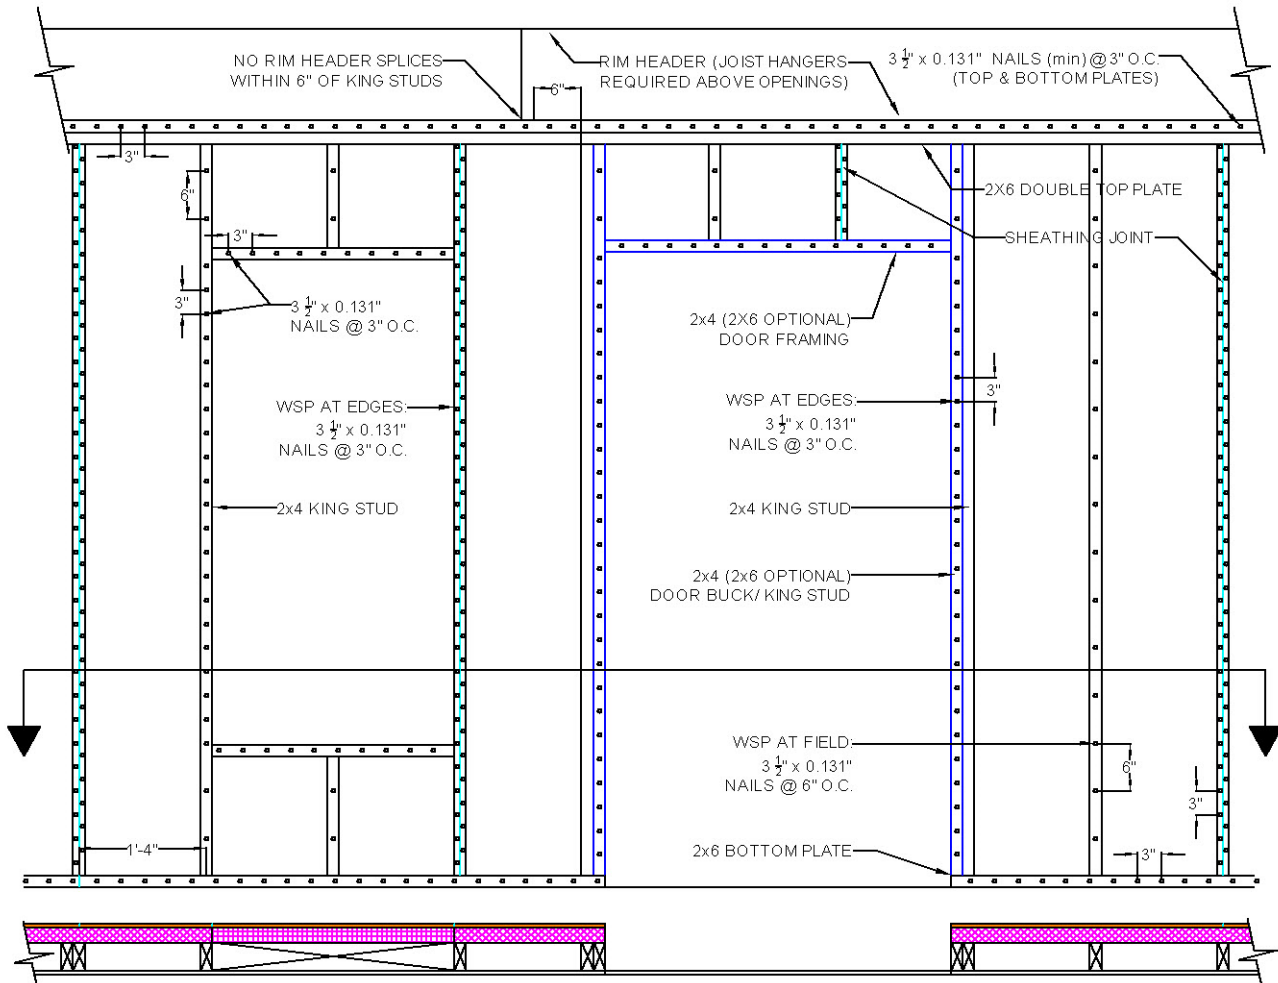 NO RIM HEADER SPLICES
WITHIN 6" OF KING STUDS
RIM HEADER (JOIST HANGERS
REQUIRED ABOVE OPENINGS)
3 1/2" x 0.131" NAILS (min) @ 3" O.C.
(TOP & BOTTOM PLATES)
6"
3"
6"
2X6 DOUBLE TOP PLATE
3"
SHEATHING JOINT
3"
3 1/2" x 0.131"
NAILS @ 3" O.C.
2x4 (2X6 OPTIONAL)
DOOR FRAMING
3"
WSP AT EDGES:
3 1/2" x 0.131"
NAILS @ 3" O.C.
WSP AT EDGES:
3 1/2" x 0.131"
NAILS @ 3" O.C.
2x4 KING STUD
2x4 KING STUD
2x4 (2x6 OPTIONAL)
DOOR BUCK/ KING STUD
WSP AT FIELD:
3 1/2" x 0.131"
NAILS @ 6" O.C.
6"
3"
1'-4"
2x6 BOTTOM PLATE
3"